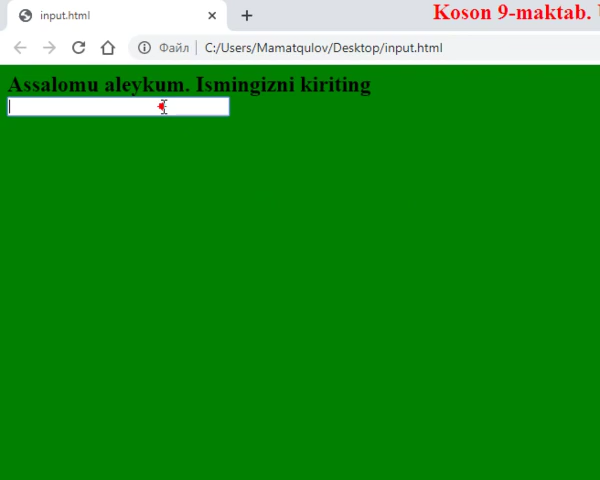 input.html
Koson 9-maktab.
Файл
C:/Users/Mamatqulov/Desktop/input.html
Assalomu aleykum. Ismingizni kiriting